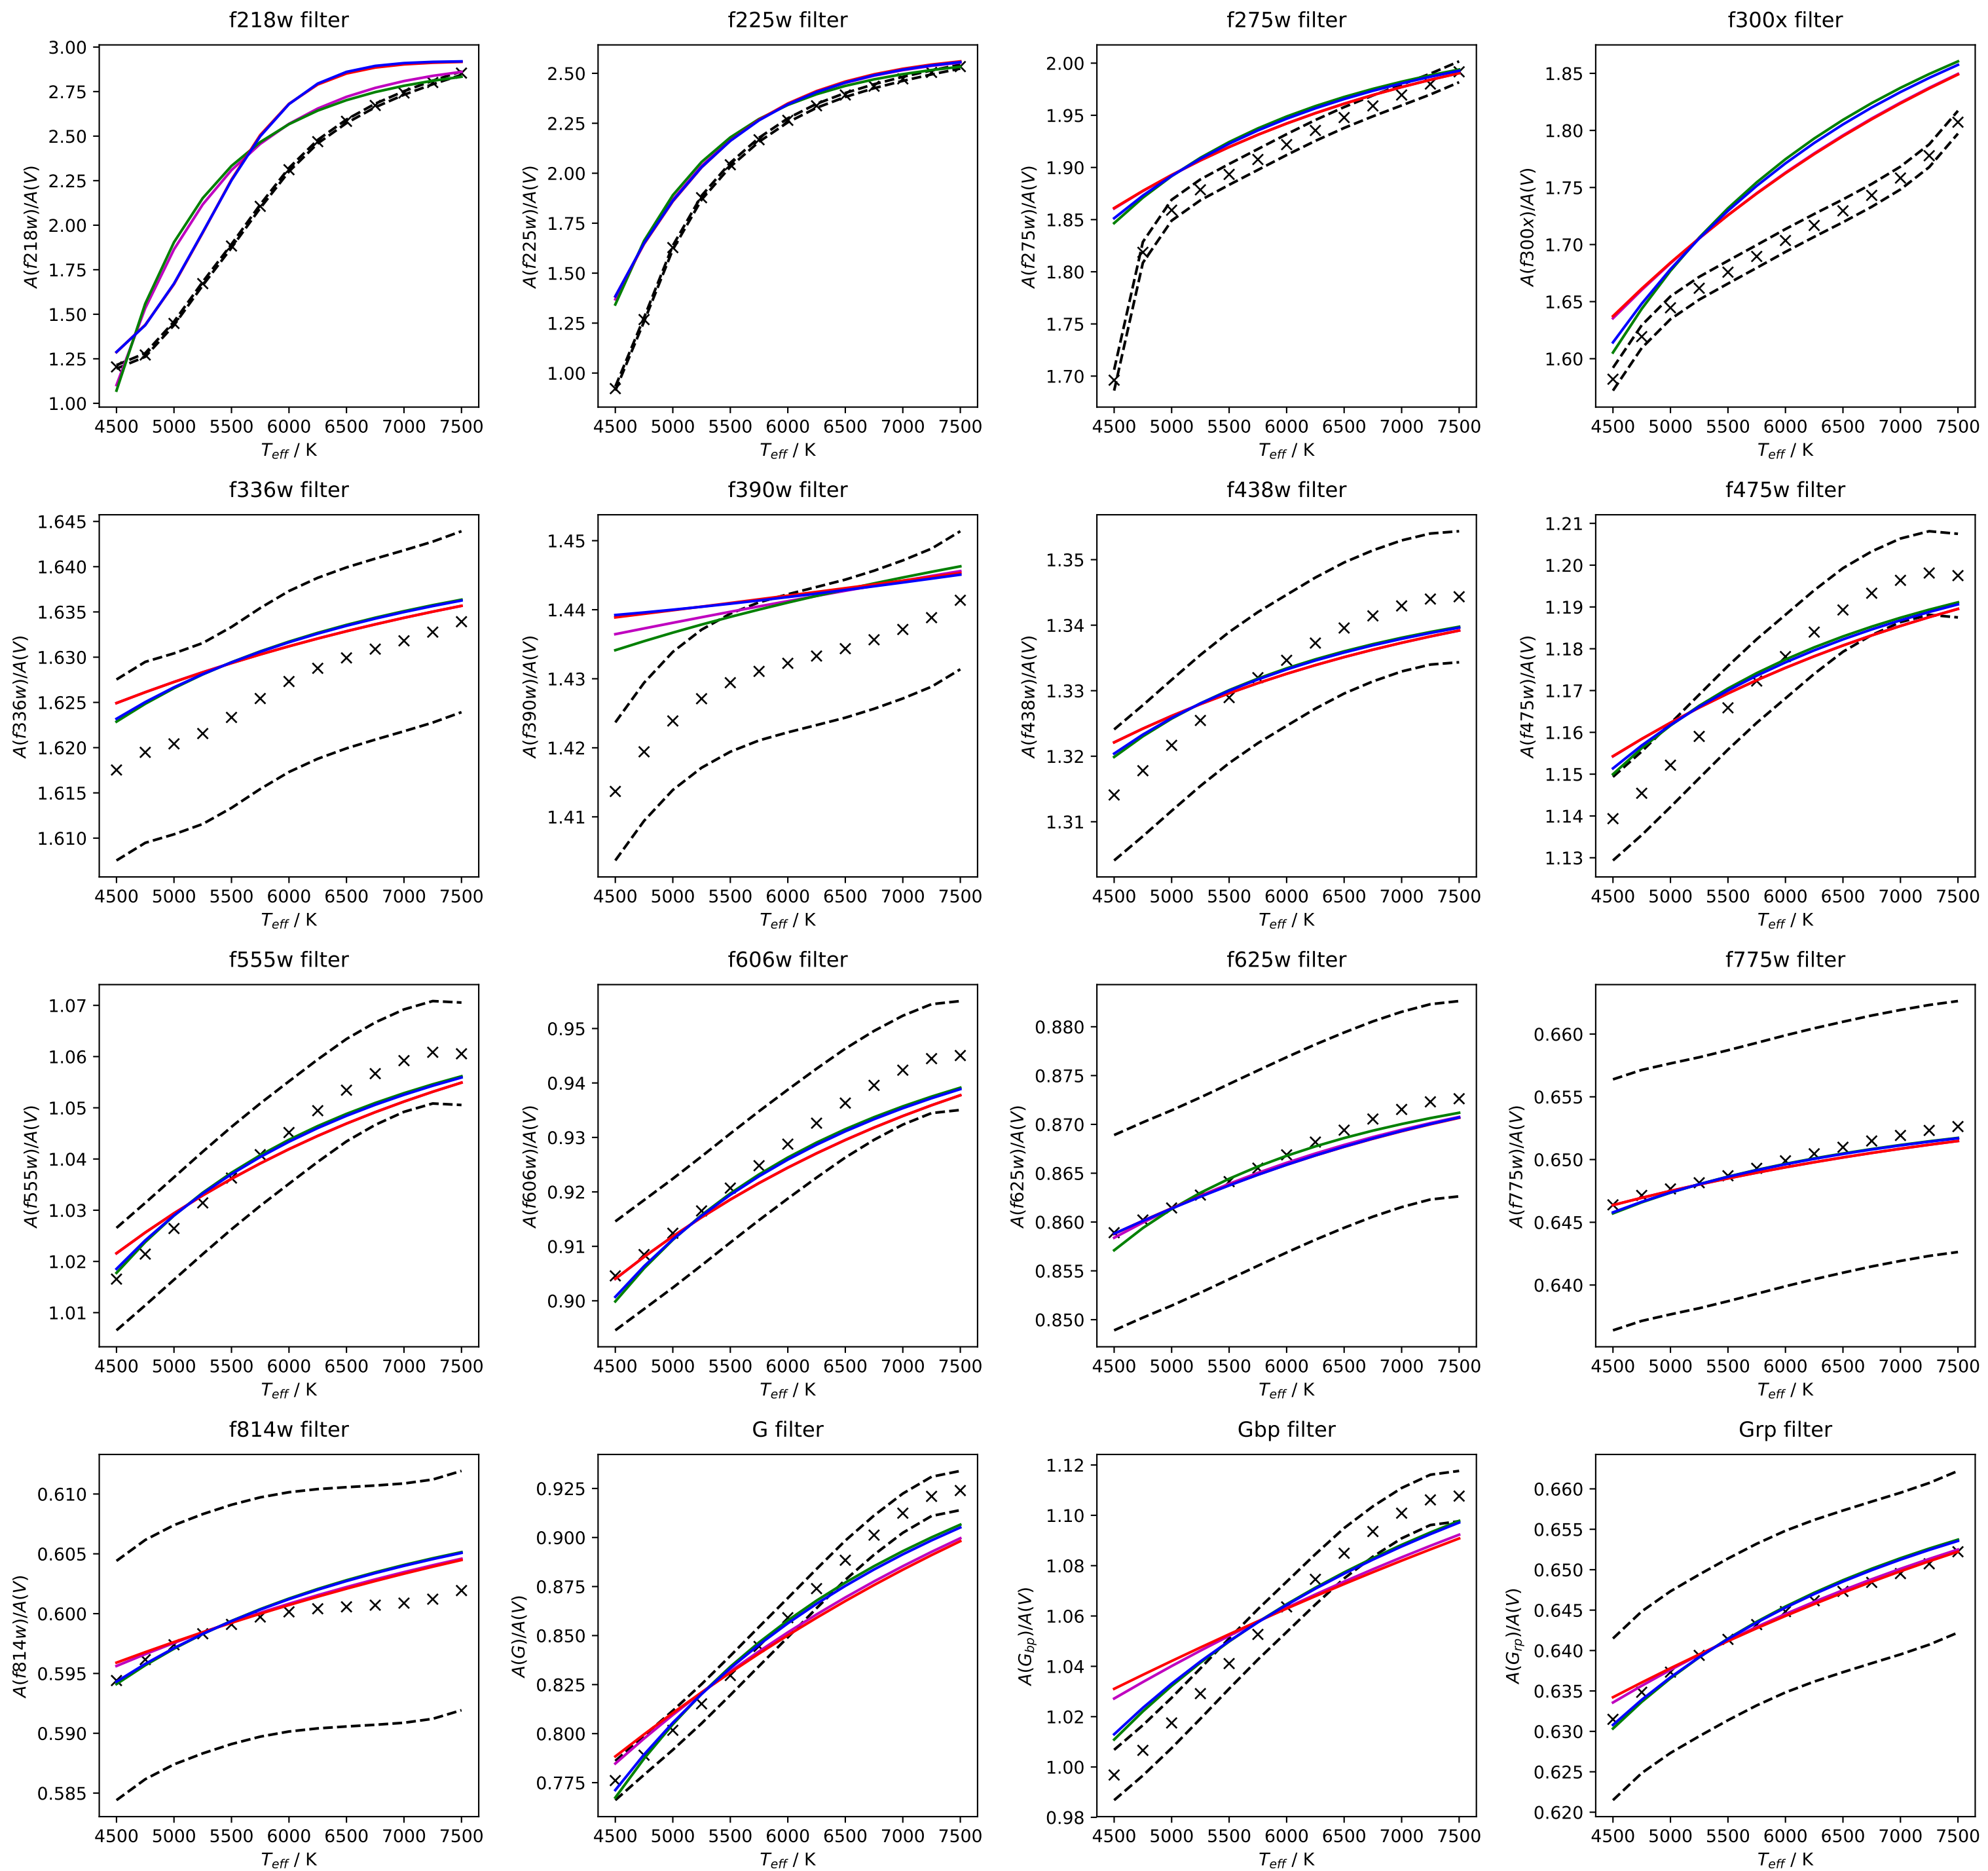 f218w filter
f225w filter
f275w filter
f300x filter
A(f218w)/A(V)
3.00
2.75
2.50
2.25
2.00
1.75
1.50
1.25
1.00
4500 5000 5500 6000 6500 7000 7500
T_eff / K
A(f225w)/A(V)
2.50
2.25
2.00
1.75
1.50
1.25
1.00
4500 5000 5500 6000 6500 7000 7500
T_eff / K
A(f275w)/A(V)
2.00
1.95
1.90
1.85
1.80
1.75
1.70
4500 5000 5500 6000 6500 7000 7500
T_eff / K
A(f300x)/A(V)
1.85
1.80
1.75
1.70
1.65
1.60
4500 5000 5500 6000 6500 7000 7500
T_eff / K
f336w filter
f390w filter
f438w filter
f475w filter
A(f336w)/A(V)
1.645
1.640
1.635
1.630
1.625
1.620
1.615
1.610
4500 5000 5500 6000 6500 7000 7500
T_eff / K
A(f390w)/A(V)
1.45
1.44
1.43
1.42
1.41
4500 5000 5500 6000 6500 7000 7500
T_eff / K
A(f438w)/A(V)
1.35
1.34
1.33
1.32
1.31
4500 5000 5500 6000 6500 7000 7500
T_eff / K
A(f475w)/A(V)
1.21
1.20
1.19
1.18
1.17
1.16
1.15
1.14
1.13
4500 5000 5500 6000 6500 7000 7500
T_eff / K
f555w filter
f606w filter
f625w filter
f775w filter
A(f555w)/A(V)
1.07
1.06
1.05
1.04
1.03
1.02
1.01
4500 5000 5500 6000 6500 7000 7500
T_eff / K
A(f606w)/A(V)
0.95
0.94
0.93
0.92
0.91
0.90
4500 5000 5500 6000 6500 7000 7500
T_eff / K
A(f625w)/A(V)
0.880
0.875
0.870
0.865
0.860
0.855
0.850
4500 5000 5500 6000 6500 7000 7500
T_eff / K
A(f775w)/A(V)
0.660
0.655
0.650
0.645
0.640
4500 5000 5500 6000 6500 7000 7500
T_eff / K
f814w filter
G filter
Gbp filter
Grp filter
A(f814w)/A(V)
0.610
0.605
0.600
0.595
0.590
0.585
4500 5000 5500 6000 6500 7000 7500
T_eff / K
A(G)/A(V)
0.925
0.900
0.875
0.850
0.825
0.800
0.775
4500 5000 5500 6000 6500 7000 7500
T_eff / K
A(G_bp)/A(V)
1.12
1.10
1.08
1.06
1.04
1.02
1.00
0.98
4500 5000 5500 6000 6500 7000 7500
T_eff / K
A(G_rp)/A(V)
0.660
0.655
0.650
0.645
0.640
0.635
0.630
0.625
0.620
4500 5000 5500 6000 6500 7000 7500
T_eff / K